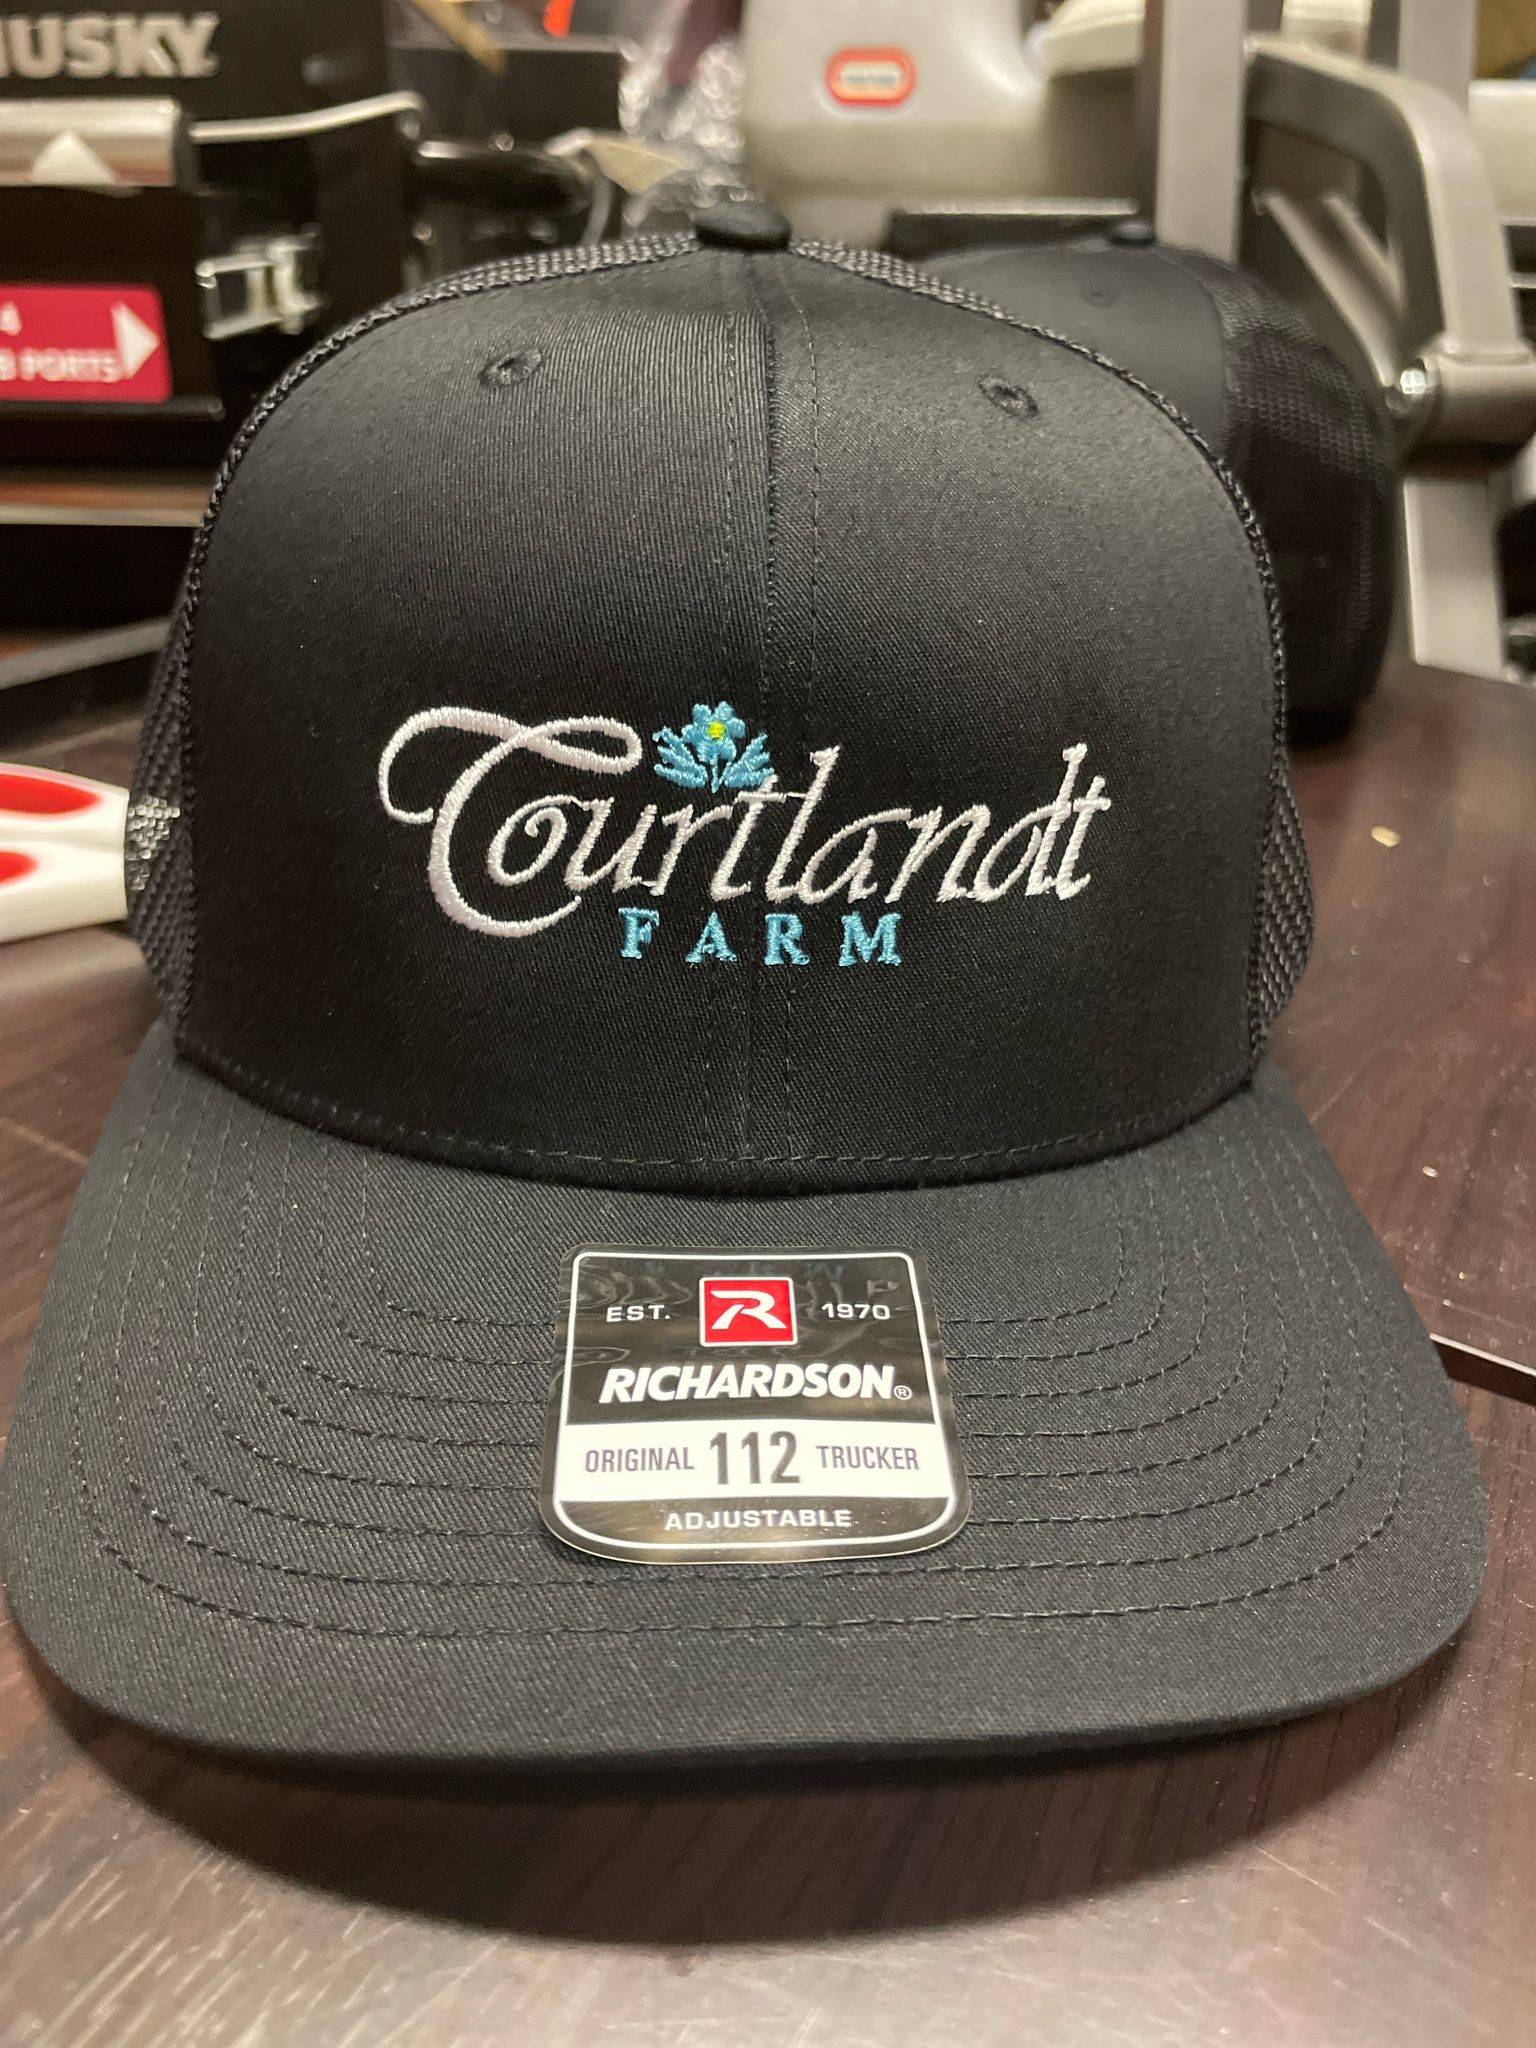 HUSKY
4
PORTS
Courtlandt
FARM
EST. R 1970
RICHARDSON®
ORIGINAL 112 TRUCKER
ADJUSTABLE